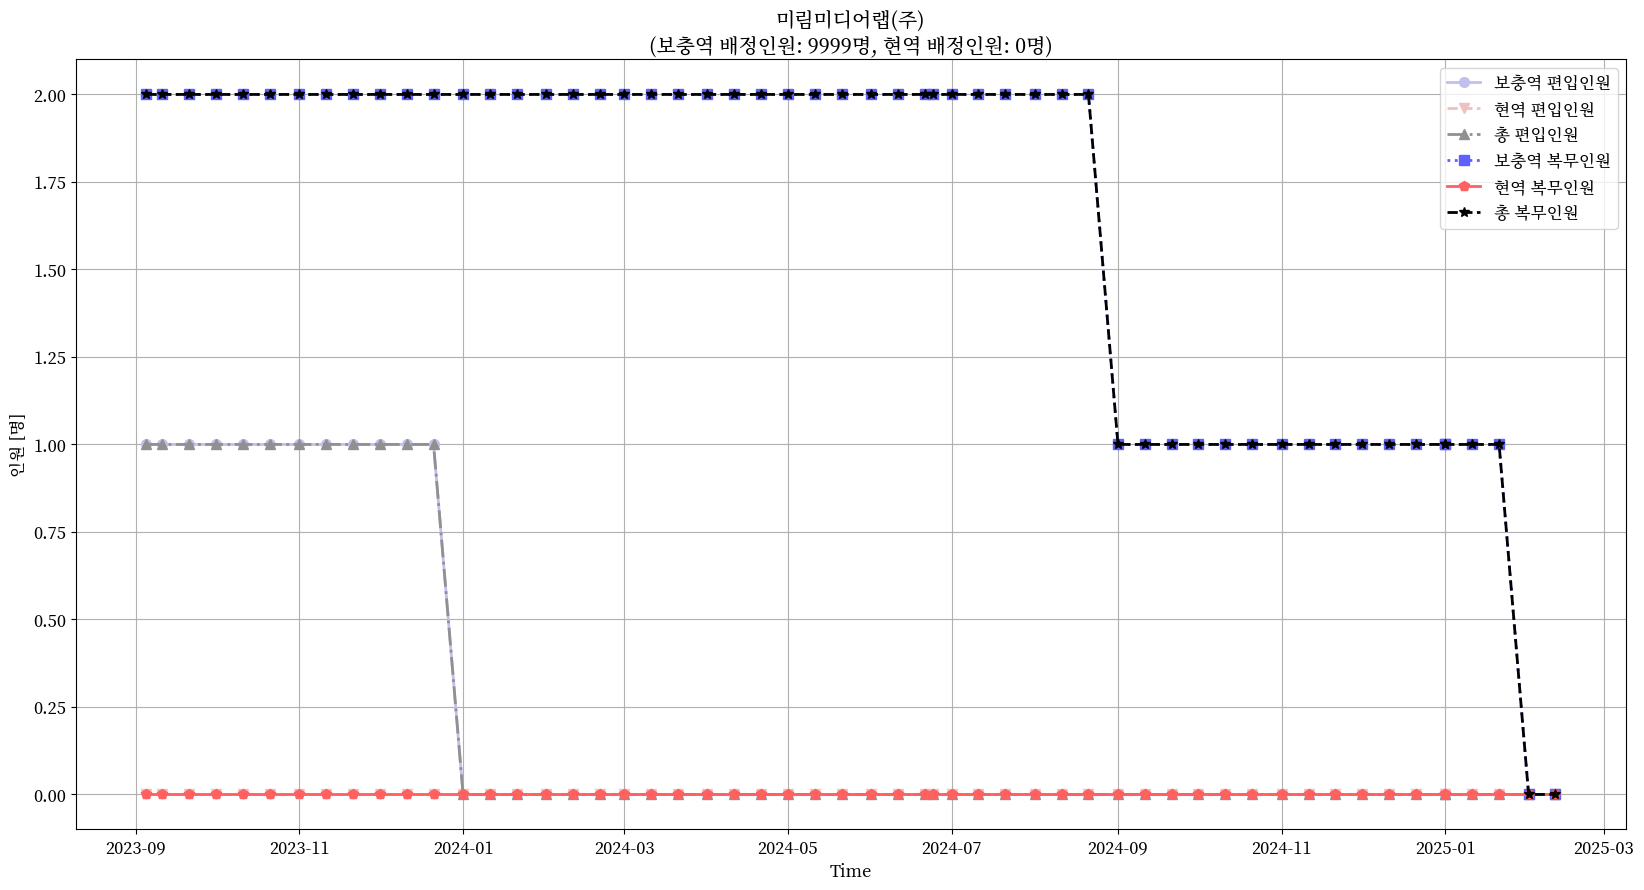 미림미디어랩(주)
(보충역 배정인원: 9999명, 현역 배정인원: 0명)
보충역 편입인원
현역 편입인원
총 편입인원
보충역 복무인원
현역 복무인원
총 복무인원
인원 [명]
2.00
1.75
1.50
1.25
1.00
0.75
0.50
0.25
0.00
2023-09
2023-11
2024-01
2024-03
2024-05
2024-07
2024-09
2024-11
2025-01
2025-03
Time